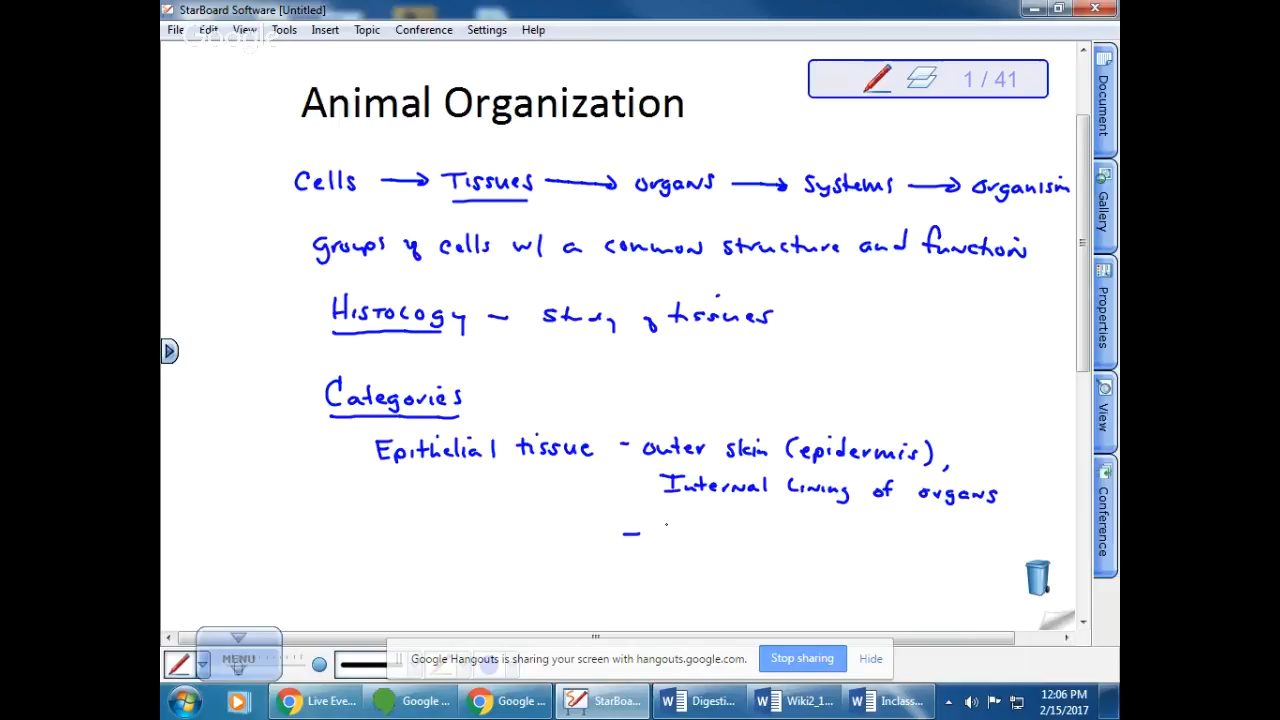 StarBoard Software [Untitled]
File Edit View Tools Insert Topic Conference Settings Help
Google
1 / 41
Animal Organization
Cells → Tissues → organs → Systems → organism
groups of cells w/ a common structure and function
Histology – study of tissues
Categories
Epithelial tissue - outer skin (epidermis),
Internal Lining of organs
–
Document
Gallery
Properties
View
Conference
MENU
Google Hangouts is sharing your screen with hangouts.google.com. Stop sharing Hide
Live Eve... Google ... Google ... StarBoa... Digesti... Wiki2_1... Inclass...
12:06 PM
2/15/2017